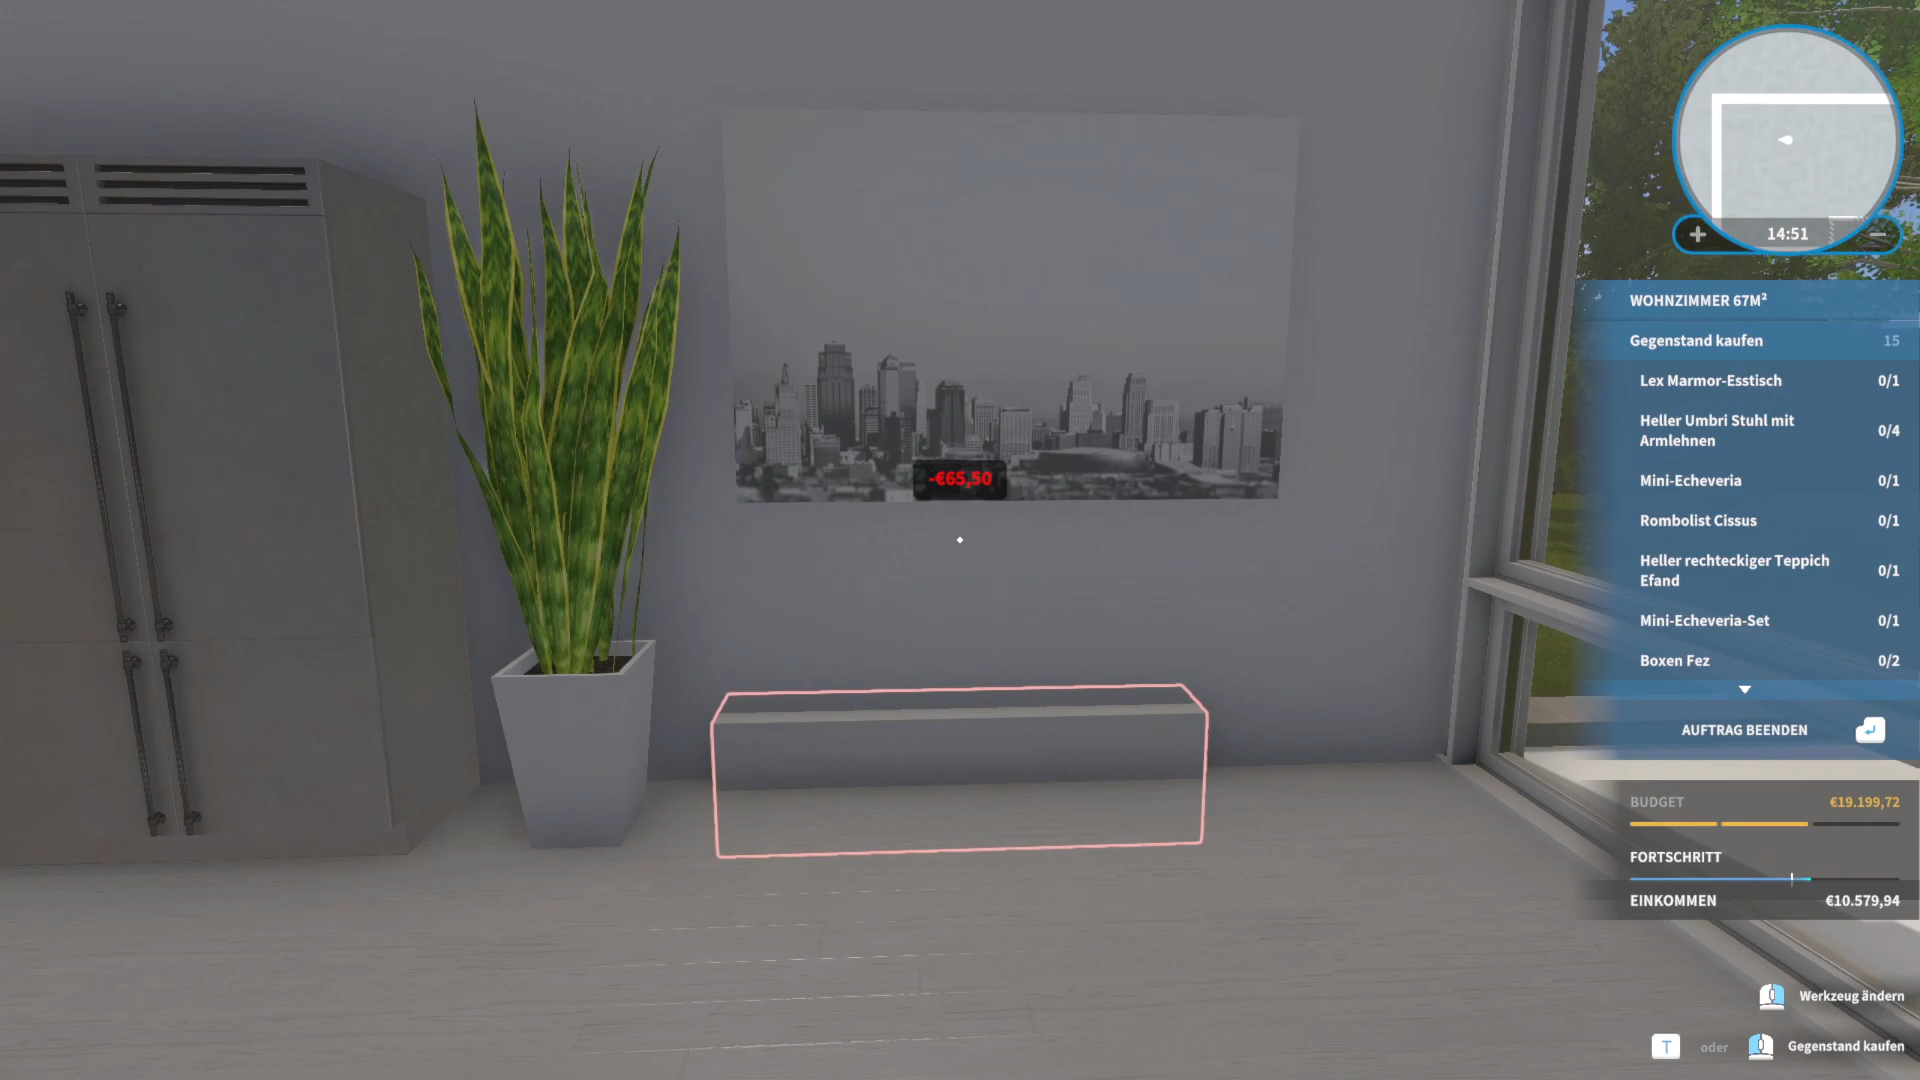 14:51
WOHNZIMMER 67M²
Gegenstand kaufen 15
Lex Marmor-Esstisch 0/1
Heller Umbri Stuhl mit
Armlehnen 0/4
Mini-Echeveria 0/1
Rombolist Cissus 0/1
Heller rechteckiger Teppich
Efand 0/1
Mini-Echeveria-Set 0/1
Boxen Fez 0/2
AUFTRAG BEENDEN
BUDGET €19.199,72
FORTSCHRITT
EINKOMMEN €10.579,94
-€65,50
Werkzeug ändern
T oder Gegenstand kaufen